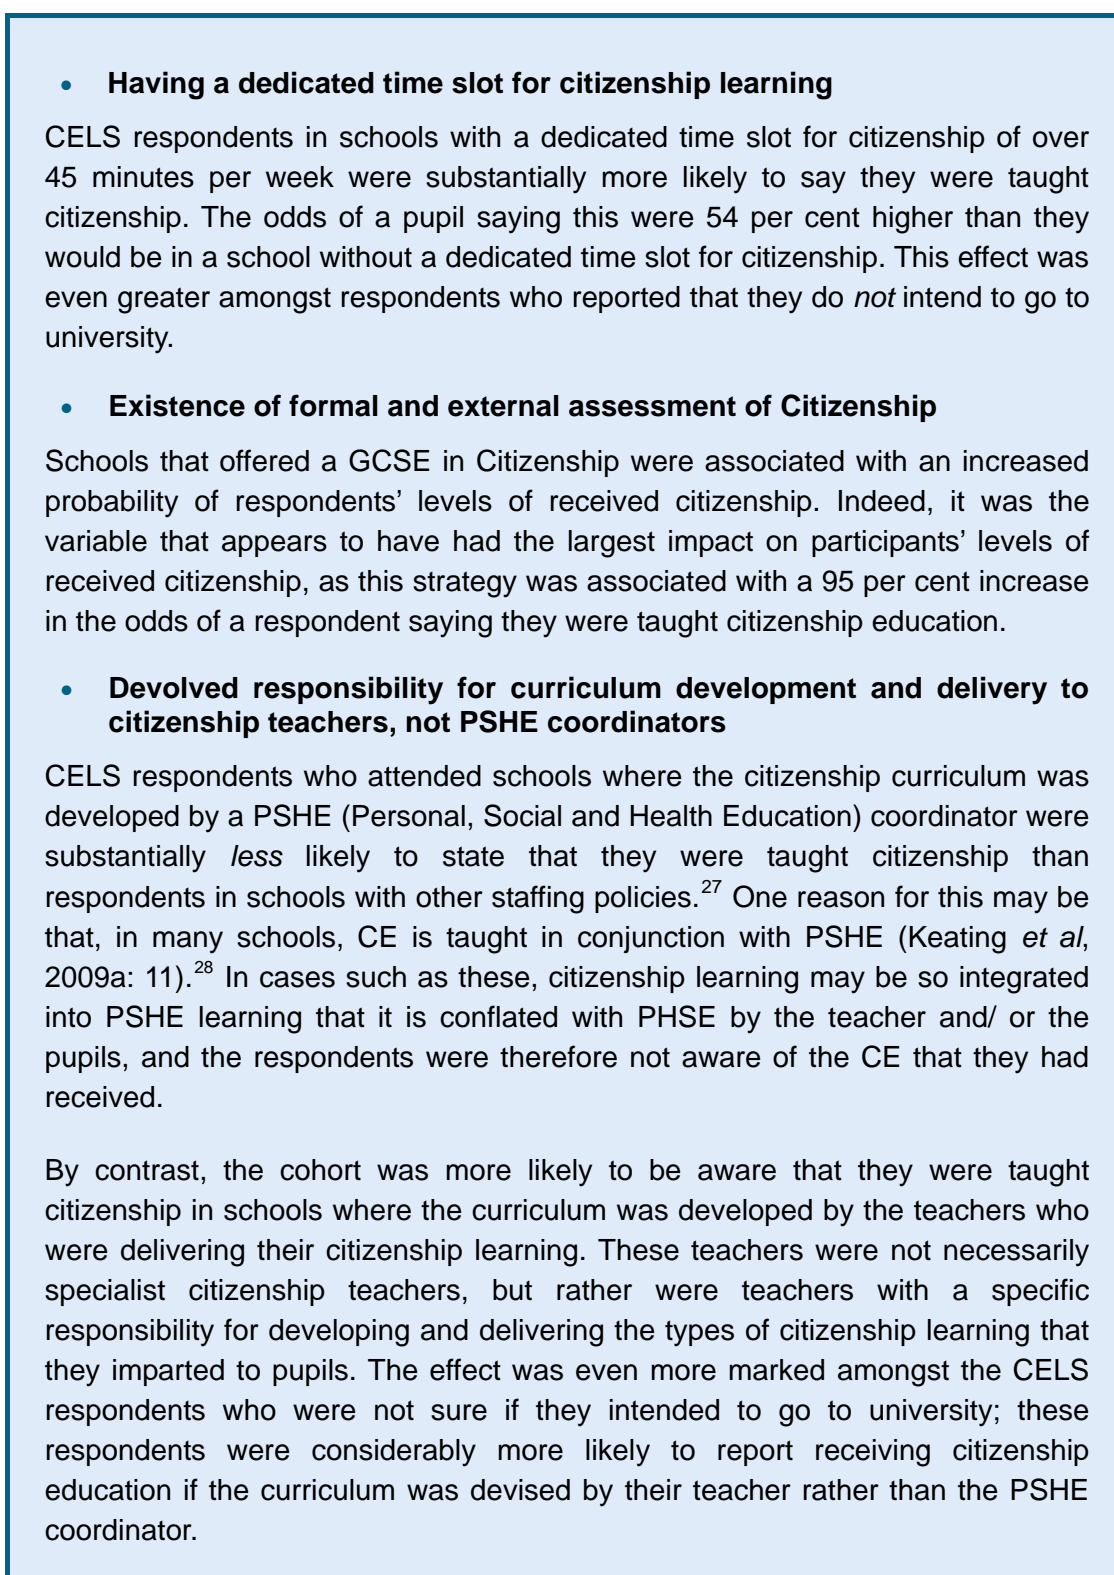 • Having a dedicated time slot for citizenship learning
CELS respondents in schools with a dedicated time slot for citizenship of over
45 minutes per week were substantially more likely to say they were taught
citizenship. The odds of a pupil saying this were 54 per cent higher than they
would be in a school without a dedicated time slot for citizenship. This effect was
even greater amongst respondents who reported that they do not intend to go to
university.
• Existence of formal and external assessment of Citizenship
Schools that offered a GCSE in Citizenship were associated with an increased
probability of respondents’ levels of received citizenship. Indeed, it was the
variable that appears to have had the largest impact on participants’ levels of
received citizenship, as this strategy was associated with a 95 per cent increase
in the odds of a respondent saying they were taught citizenship education.
• Devolved responsibility for curriculum development and delivery to
citizenship teachers, not PSHE coordinators
CELS respondents who attended schools where the citizenship curriculum was
developed by a PSHE (Personal, Social and Health Education) coordinator were
substantially less likely to state that they were taught citizenship than
respondents in schools with other staffing policies.27 One reason for this may be
that, in many schools, CE is taught in conjunction with PSHE (Keating et al,
2009a: 11).28 In cases such as these, citizenship learning may be so integrated
into PSHE learning that it is conflated with PHSE by the teacher and/ or the
pupils, and the respondents were therefore not aware of the CE that they had
received.
By contrast, the cohort was more likely to be aware that they were taught
citizenship in schools where the curriculum was developed by the teachers who
were delivering their citizenship learning. These teachers were not necessarily
specialist citizenship teachers, but rather were teachers with a specific
responsibility for developing and delivering the types of citizenship learning that
they imparted to pupils. The effect was even more marked amongst the CELS
respondents who were not sure if they intended to go to university; these
respondents were considerably more likely to report receiving citizenship
education if the curriculum was devised by their teacher rather than the PSHE
coordinator.